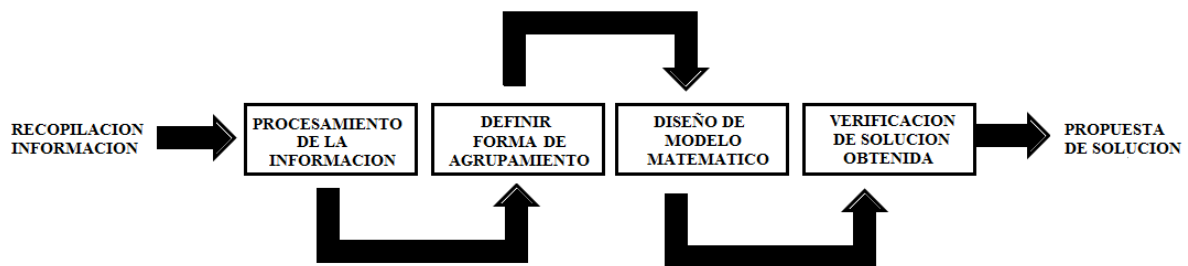 RECOPILACION
INFORMACION
PROCESAMIENTO
DE LA
INFORMACION
DEFINIR
FORMA DE
AGRUPAMIENTO
DISEÑO DE
MODELO
MATEMATICO
VERIFICACION
DE SOLUCION
OBTENIDA
PROPUESTA
DE SOLUCION